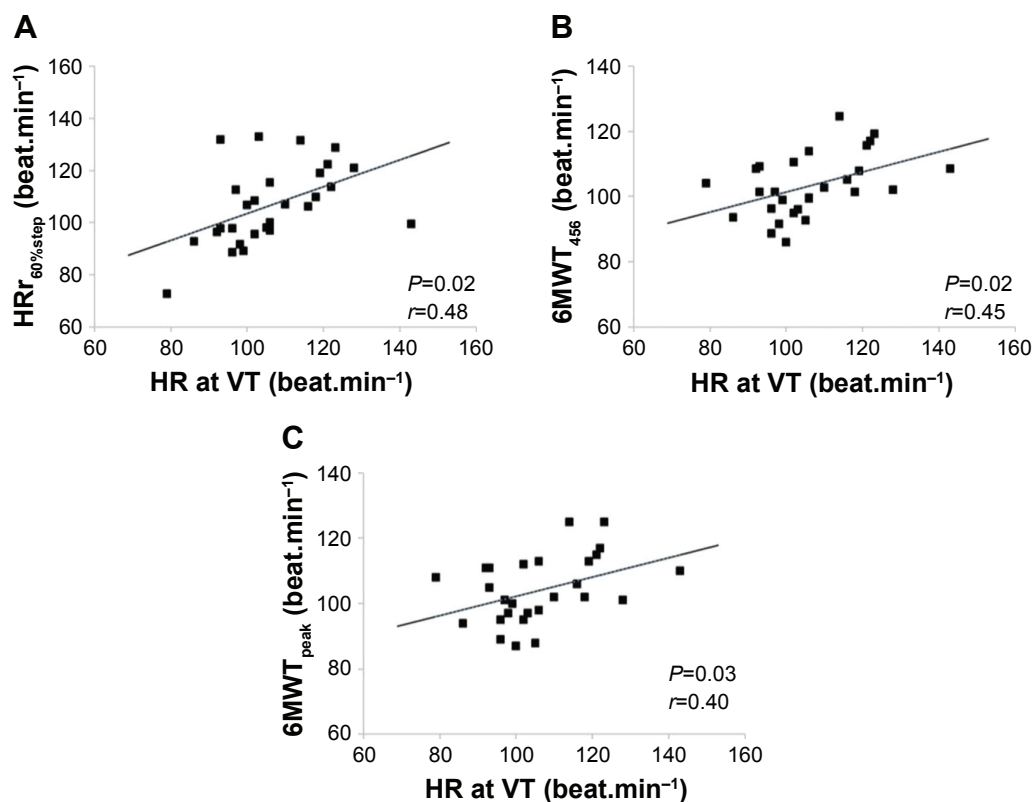 A
HRr60%step (beat.min⁻¹)
160
140
120
100
80
60
P=0.02
r=0.48
60 80 100 120 140 160
HR at VT (beat.min⁻¹)
B
6MWT456 (beat.min⁻¹)
140
120
100
80
60
P=0.02
r=0.45
60 80 100 120 140 160
HR at VT (beat.min⁻¹)
C
6MWTpeak (beat.min⁻¹)
140
120
100
80
60
P=0.03
r=0.40
60 80 100 120 140 160
HR at VT (beat.min⁻¹)